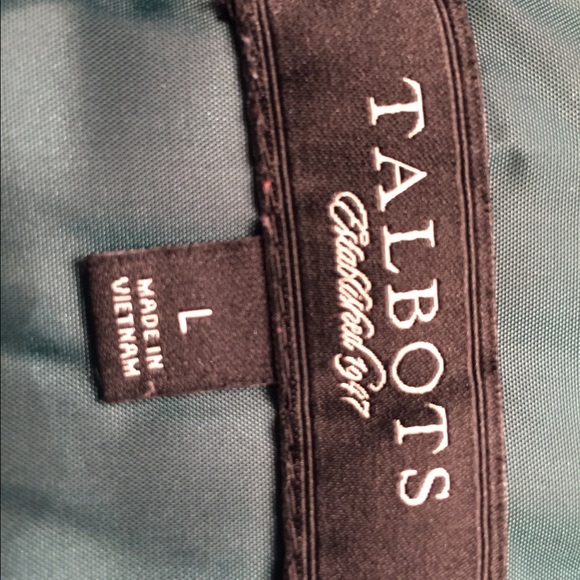 TALBOTS
Established 1947
L
MADE IN
VIETNAM